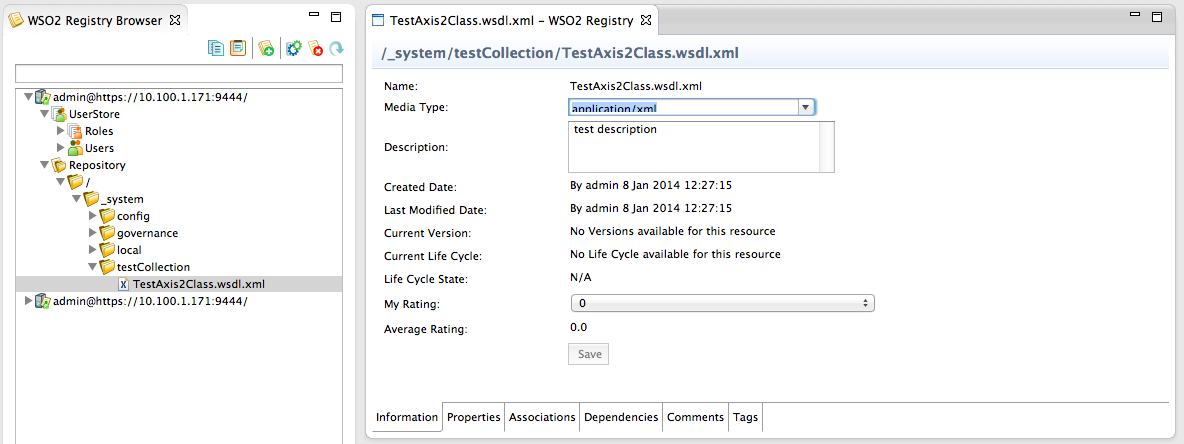 WSO2 Registry Browser
admin@https://10.100.1.171:9444/
UserStore
Roles
Users
Repository
/
_system
config
governance
local
testCollection
TestAxis2Class.wsdl.xml
admin@https://10.100.1.171:9444/
TestAxis2Class.wsdl.xml - WSO2 Registry
/_system/testCollection/TestAxis2Class.wsdl.xml
Name: TestAxis2Class.wsdl.xml
Media Type: application/xml
test description
Description:
Created Date: By admin 8 Jan 2014 12:27:15
Last Modified Date: By admin 8 Jan 2014 12:27:15
Current Version: No Versions available for this resource
Current Life Cycle: No Life Cycle available for this resource
Life Cycle State: N/A
My Rating: 0
Average Rating: 0.0
Save
Information Properties Associations Dependencies Comments Tags